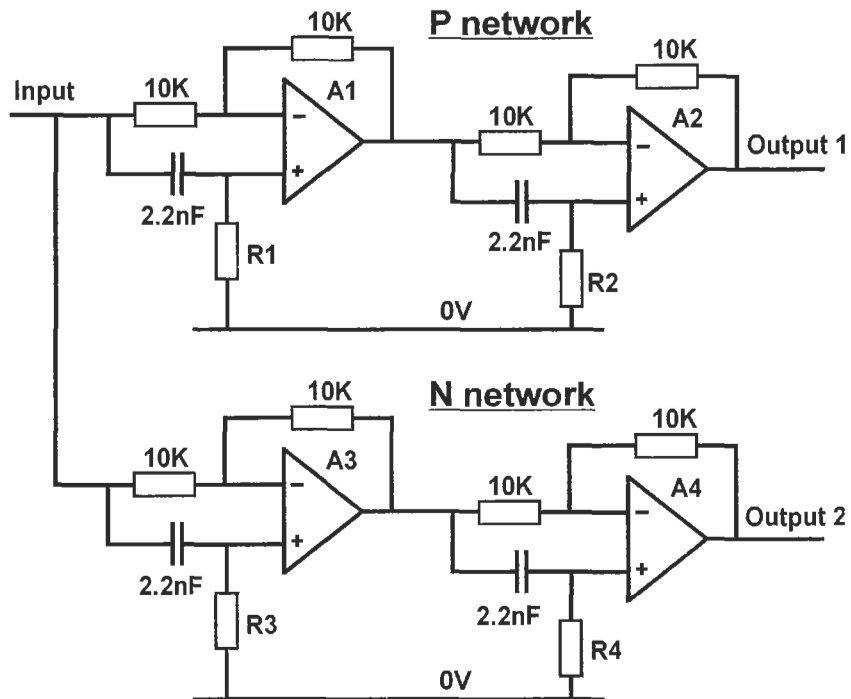 P network
10K
10K
Input
A1
−
+
2.2nF
R1
10K
10K
A2
−
+
2.2nF
R2
Output 1
0V
N network
10K
10K
A3
−
+
2.2nF
R3
10K
10K
A4
−
+
2.2nF
R4
Output 2
0V